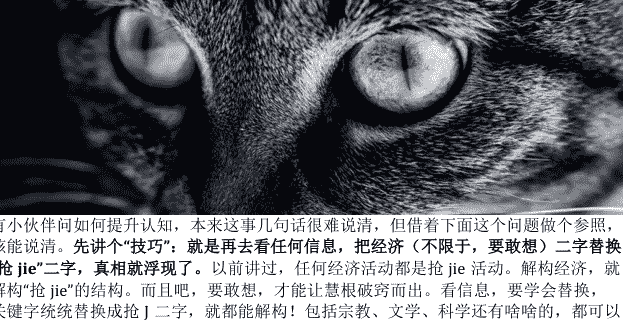 有小伙伴问如何提升认知，本来这事几句话很难说清，但借着下面这个问题做个参照，
该能说清。先讲个“技巧”：就是再去看任何信息，把经济（不限于，要敢想）二字替换
抢 jie”二字，真相就浮现了。以前讲过，任何经济活动都是抢 jie 活动。解构经济，就
解构“抢 jie”的结构。而且吧，要敢想，才能让慧根破窍而出。看信息，要学会替换，
关键字统统替换成抢 J 二字，就都能解构！包括宗教、文学、科学还有啥啥的，都可以